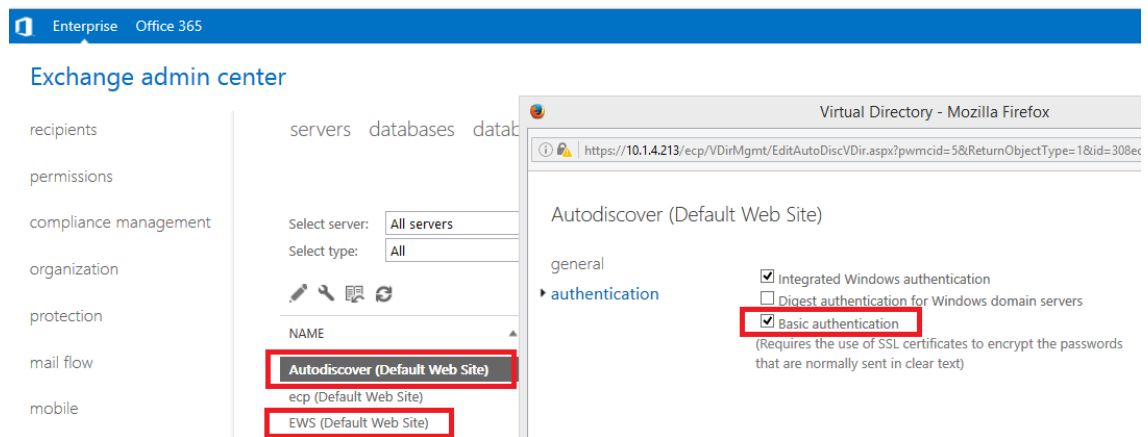 Enterprise Office 365
Exchange admin center
recipients
permissions
compliance management
organization
protection
mail flow
mobile
servers databases datab
Select server: All servers
Select type: All
NAME
Autodiscover (Default Web Site)
ecp (Default Web Site)
EWS (Default Web Site)
Virtual Directory - Mozilla Firefox
https://10.1.4.213/ecp/VDirMgmt/EditAutoDiscVDir.aspx?pwmcid=5&ReturnObjectType=1&id=308ec
Autodiscover (Default Web Site)
general
authentication
Integrated Windows authentication
Digest authentication for Windows domain servers
Basic authentication
(Requires the use of SSL certificates to encrypt the passwords
that are normally sent in clear text)